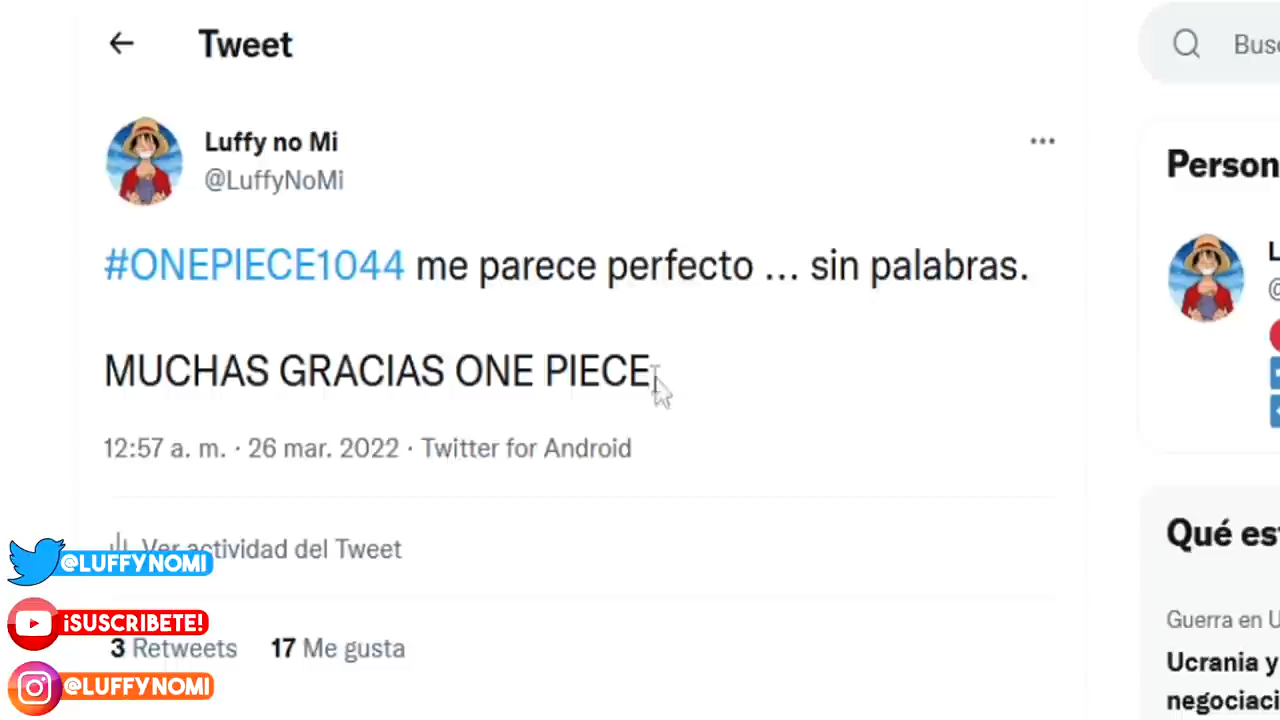 Tweet
Luffy no Mi
@LuffyNoMi
#ONEPIECE1044 me parece perfecto ... sin palabras.
MUCHAS GRACIAS ONE PIECE.
12:57 a. m. · 26 mar. 2022 · Twitter for Android
Ver actividad del Tweet
3 Retweets 17 Me gusta
@LUFFYNOMI
¡SUSCRIBETE!
@LUFFYNOMI
Busc
Person
L
@
Qué es
Guerra en U
Ucrania y
negociaci